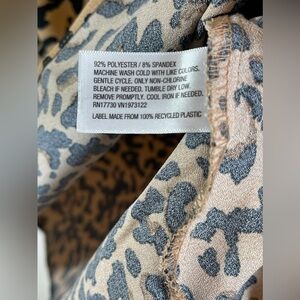 92% POLYESTER / 8% SPANDEX
MACHINE WASH COLD WITH LIKE COLORS.
GENTLE CYCLE. ONLY NON-CHLORINE
BLEACH IF NEEDED. TUMBLE DRY LOW.
REMOVE PROMPTLY. COOL IRON IF NEEDED.
RN17730 VN1973122
LABEL MADE FROM 100% RECYCLED PLASTIC